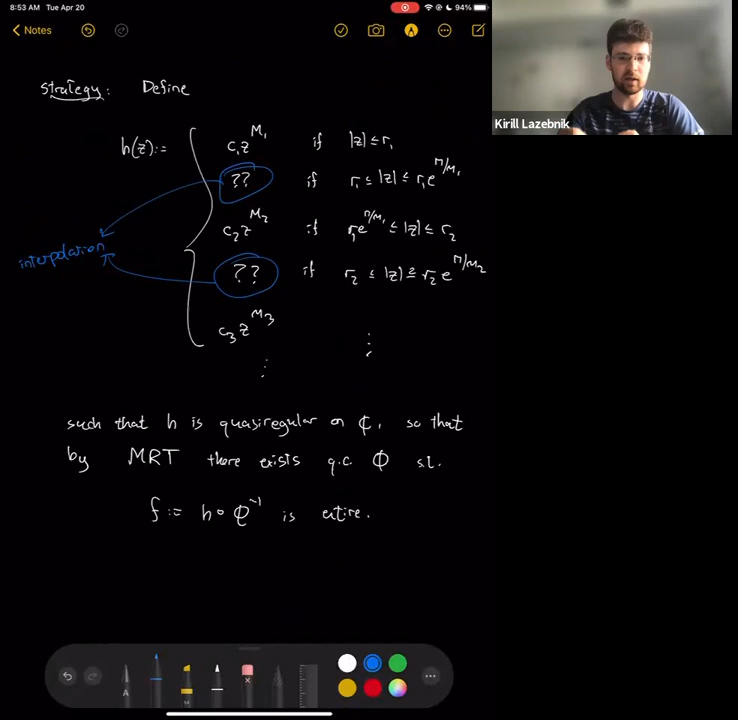 8:53 AM Tue Apr 20
94%
Notes
Kirill Lazebnik
Strategy: Define
h(z):=
c₁z^M₁ if |z| ≤ r₁
?? if r₁ ≤ |z| ≤ r₁e^π/M₁
c₂z^M₂ if r₁e^π/M₁ ≤ |z| ≤ r₂
interpolation
?? if r₂ ≤ |z| ≤ r₂e^π/M₂
c₃z^M₃ ⋮
⋮
such that h is quasiregular on ℂ, so that
by MRT there exists q.c. Φ s.t.
f := h ∘ Φ⁻¹ is entire.